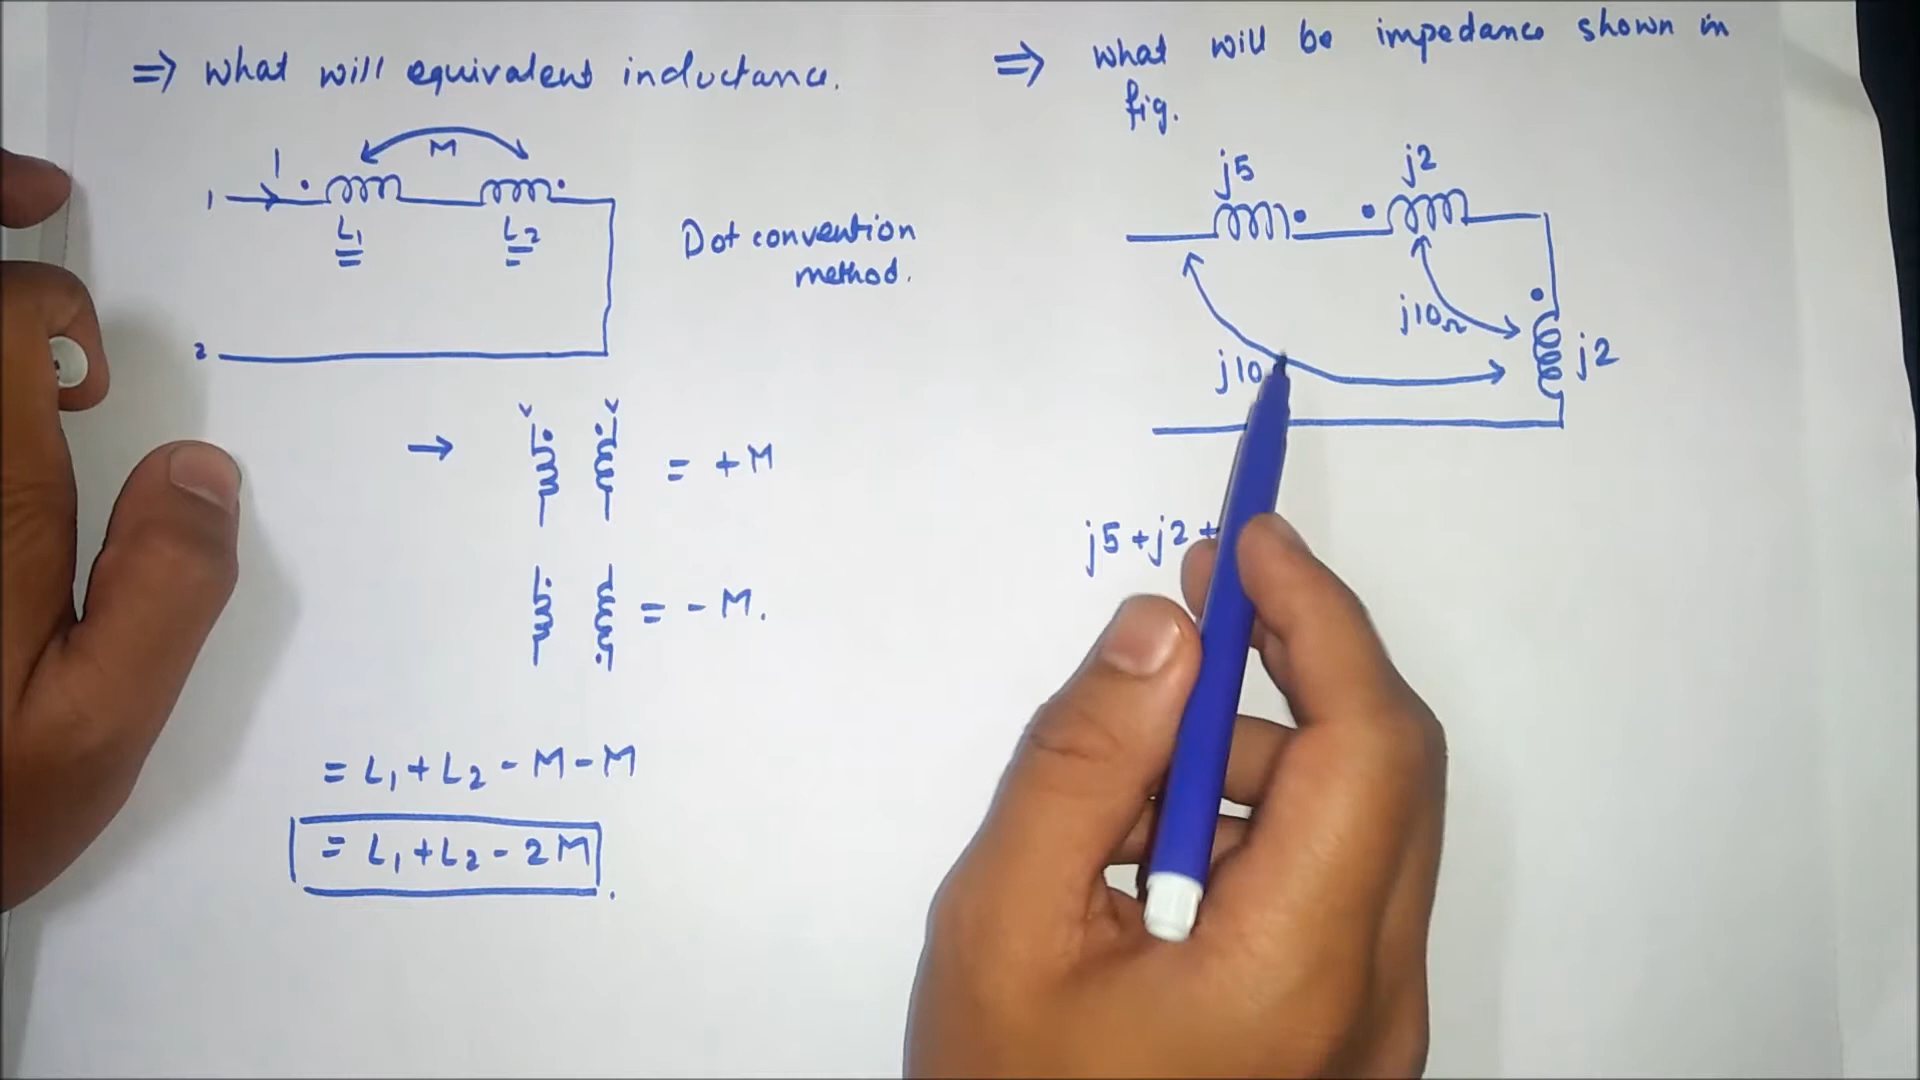 ⇒ what will equivalent inductance.
M
I
1
L1
L2
2
Dot convention
method.
→
= +M
= - M.
= L1 + L2 - M - M
= L1 + L2 - 2M
⇒ what will be impedance shown in
fig.
j5
j2
j10Ω
j2
j10
j5 + j2 +